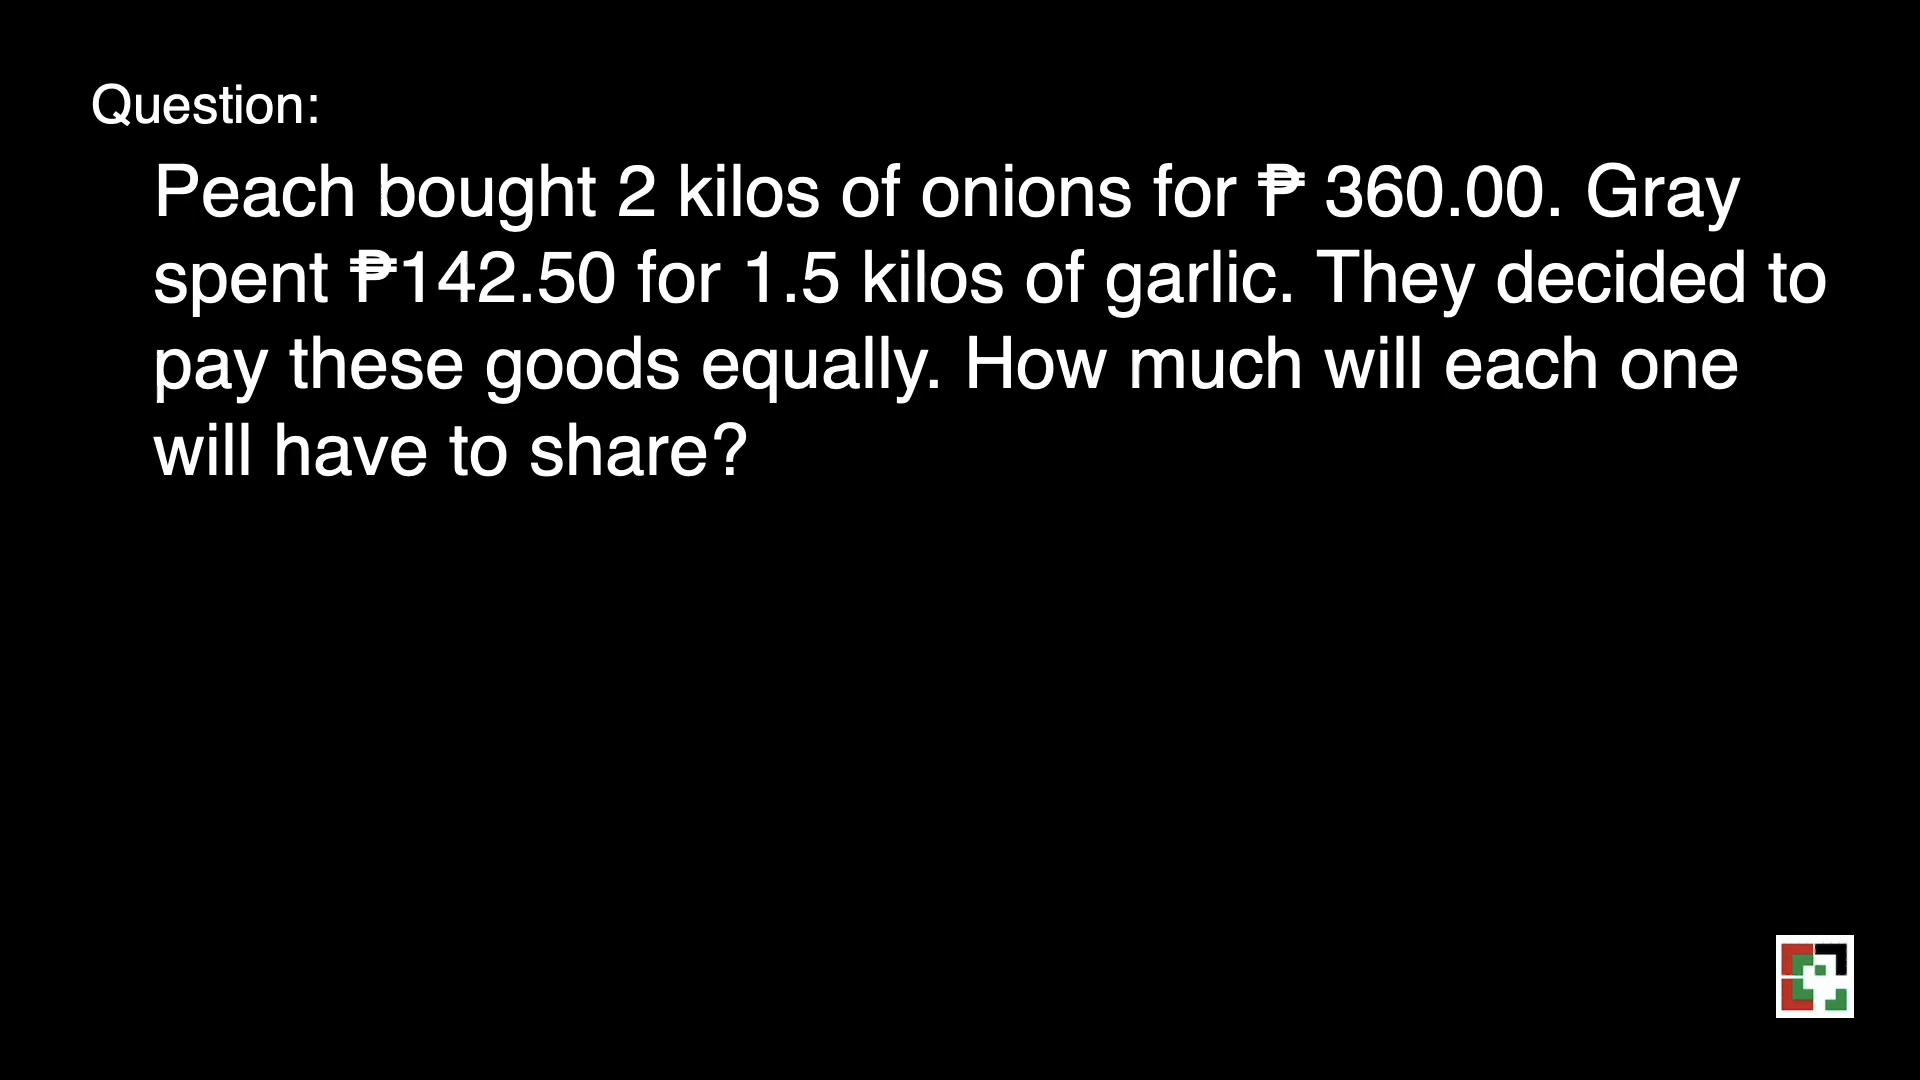 Question:
Peach bought 2 kilos of onions for ₱ 360.00. Gray
spent ₱142.50 for 1.5 kilos of garlic. They decided to
pay these goods equally. How much will each one
will have to share?